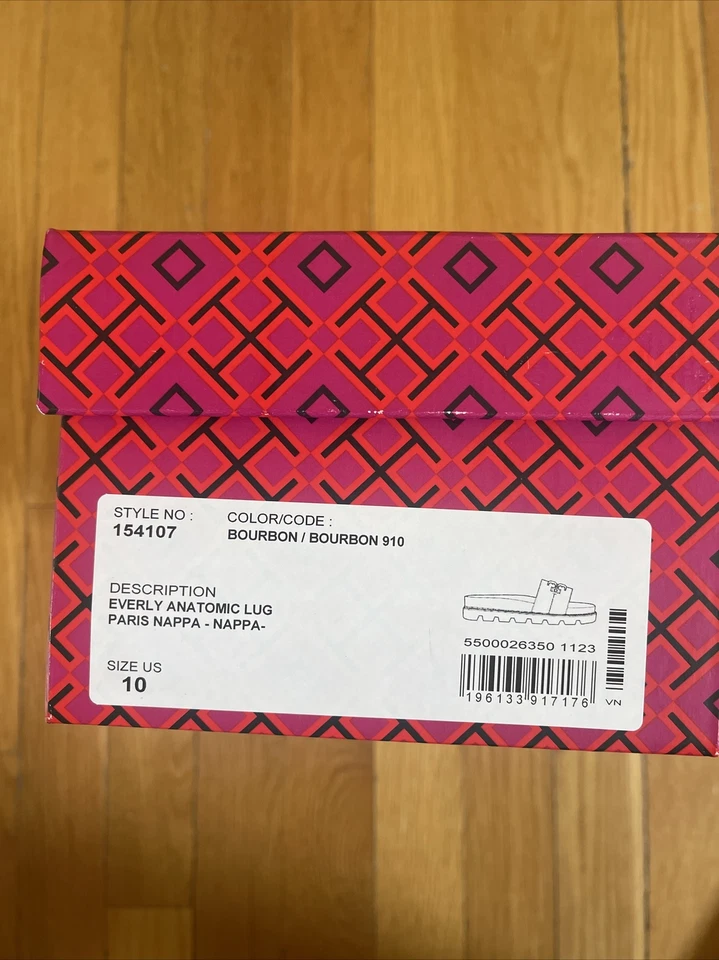 STYLE NO :
154107
COLOR/CODE :
BOURBON / BOURBON 910
DESCRIPTION
EVERLY ANATOMIC LUG
PARIS NAPPA - NAPPA-
SIZE US
10
5500026350 1123
196133 917176
VN